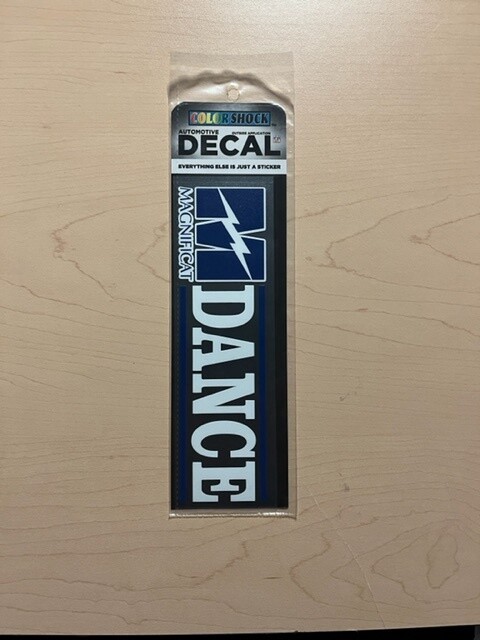 COLOR SHOCK
AUTOMOTIVE OUTSIDE APPLICATION
DECAL
EVERYTHING ELSE IS JUST A STICKER
M
MAGNIFICAT
DANCE